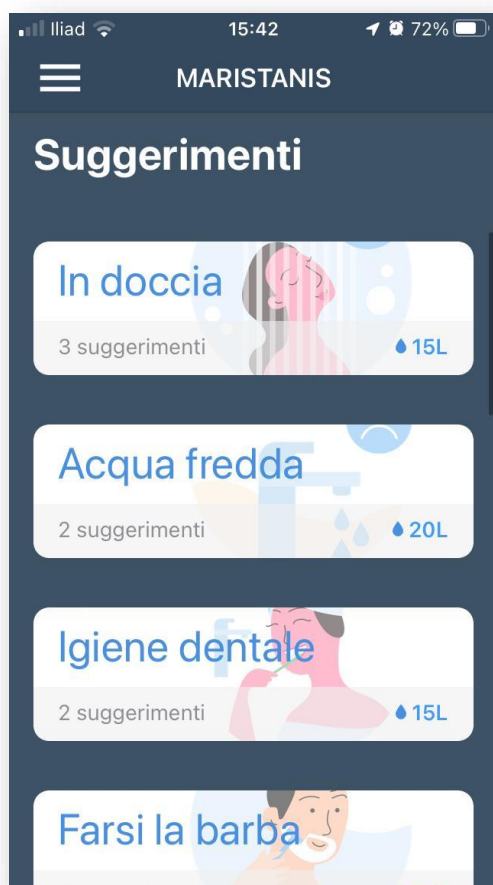 Iliad 15:42 72%
MARISTANIS
Suggerimenti
In doccia
3 suggerimenti 15L
Acqua fredda
2 suggerimenti 20L
Igiene dentale
2 suggerimenti 15L
Farsi la barba